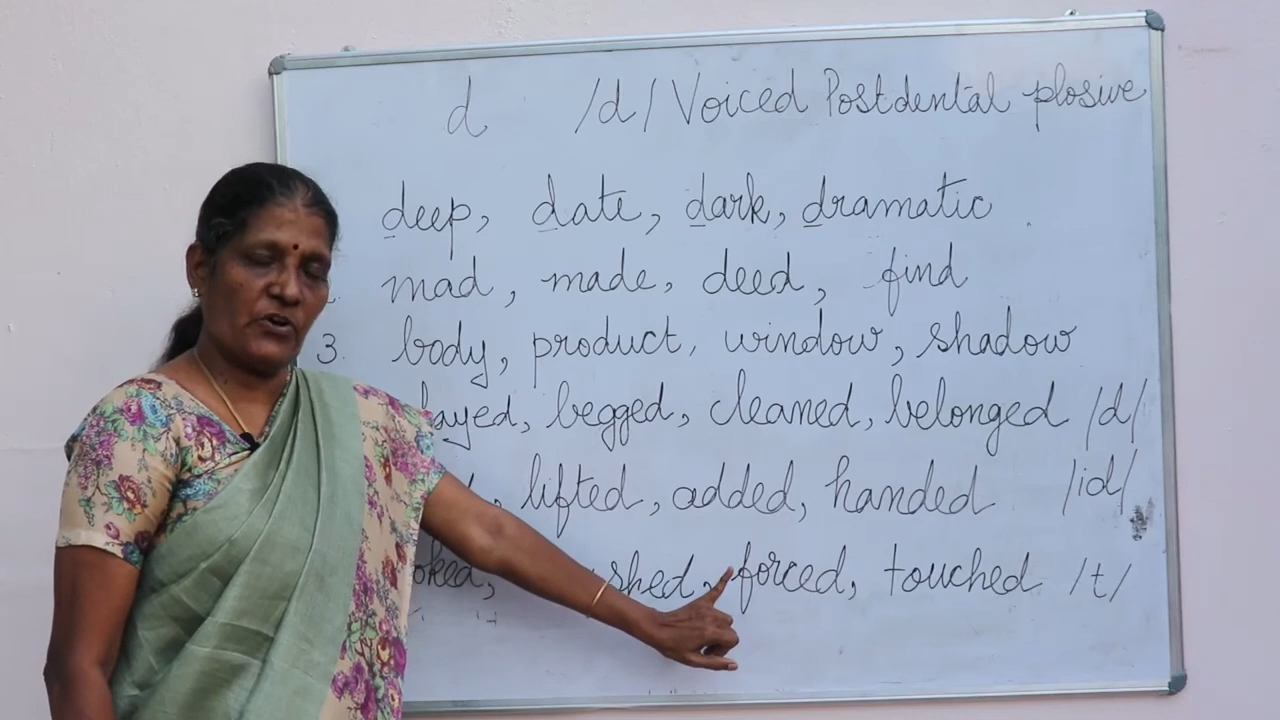 d /d/ Voiced Postdental plosive
deep, date, dark, dramatic
mad, made, deed, find
3. body, product, window, shadow
begged, cleaned, belonged /d/
lifted, added, handed /id/
forced, touched /t/